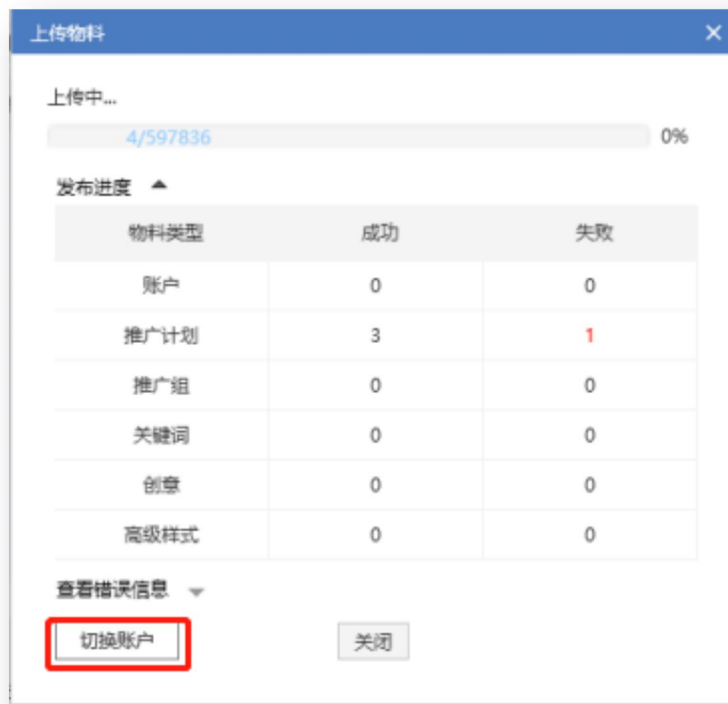 上传物料
上传中...
4/597836 0%
发布进度
物料类型 成功 失败
账户 0 0
推广计划 3 1
推广组 0 0
关键词 0 0
创意 0 0
高级样式 0 0
查看错误信息
切换账户 关闭